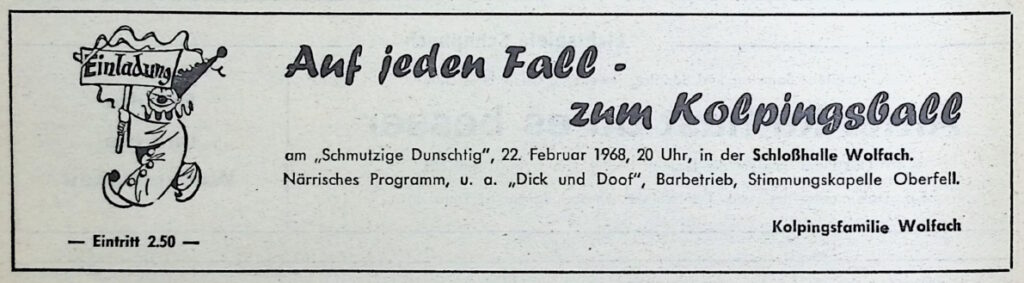 Einladung
Auf jeden Fall -
zum Kolpingsball
am „Schmutzige Dunschtig", 22. Februar 1968, 20 Uhr, in der Schloßhalle Wolfach.
Närrisches Programm, u. a. „Dick und Doof", Barbetrieb, Stimmungskapelle Oberfell.
— Eintritt 2.50 —
Kolpingsfamilie Wolfach